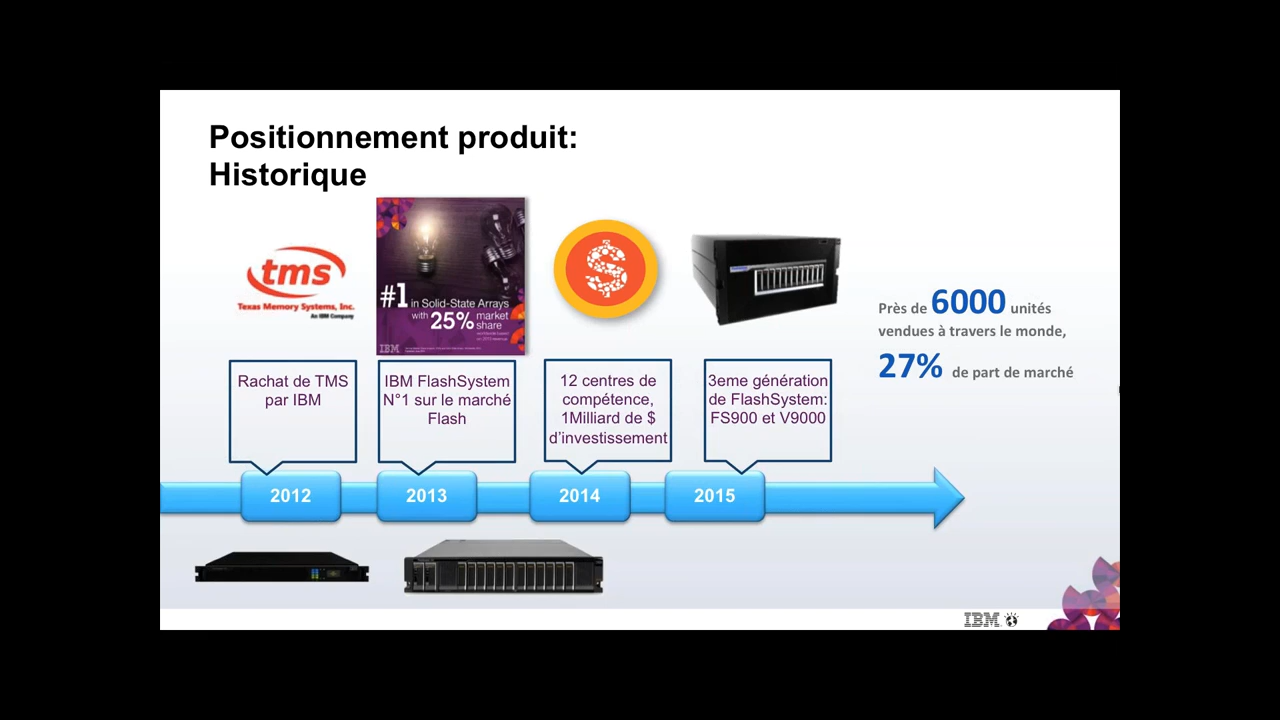 Positionnement produit:
Historique
tms
Texas Memory Systems, Inc.
An IBM Company
#1 in Solid-State Arrays
with 25% market
share
IBM
Près de 6000 unités
vendues à travers le monde,
27% de part de marché
Rachat de TMS
par IBM
IBM FlashSystem
N°1 sur le marché
Flash
12 centres de
compétence,
1Milliard de $
d’investissement
3eme génération
de FlashSystem:
FS900 et V9000
2012
2013
2014
2015
IBM